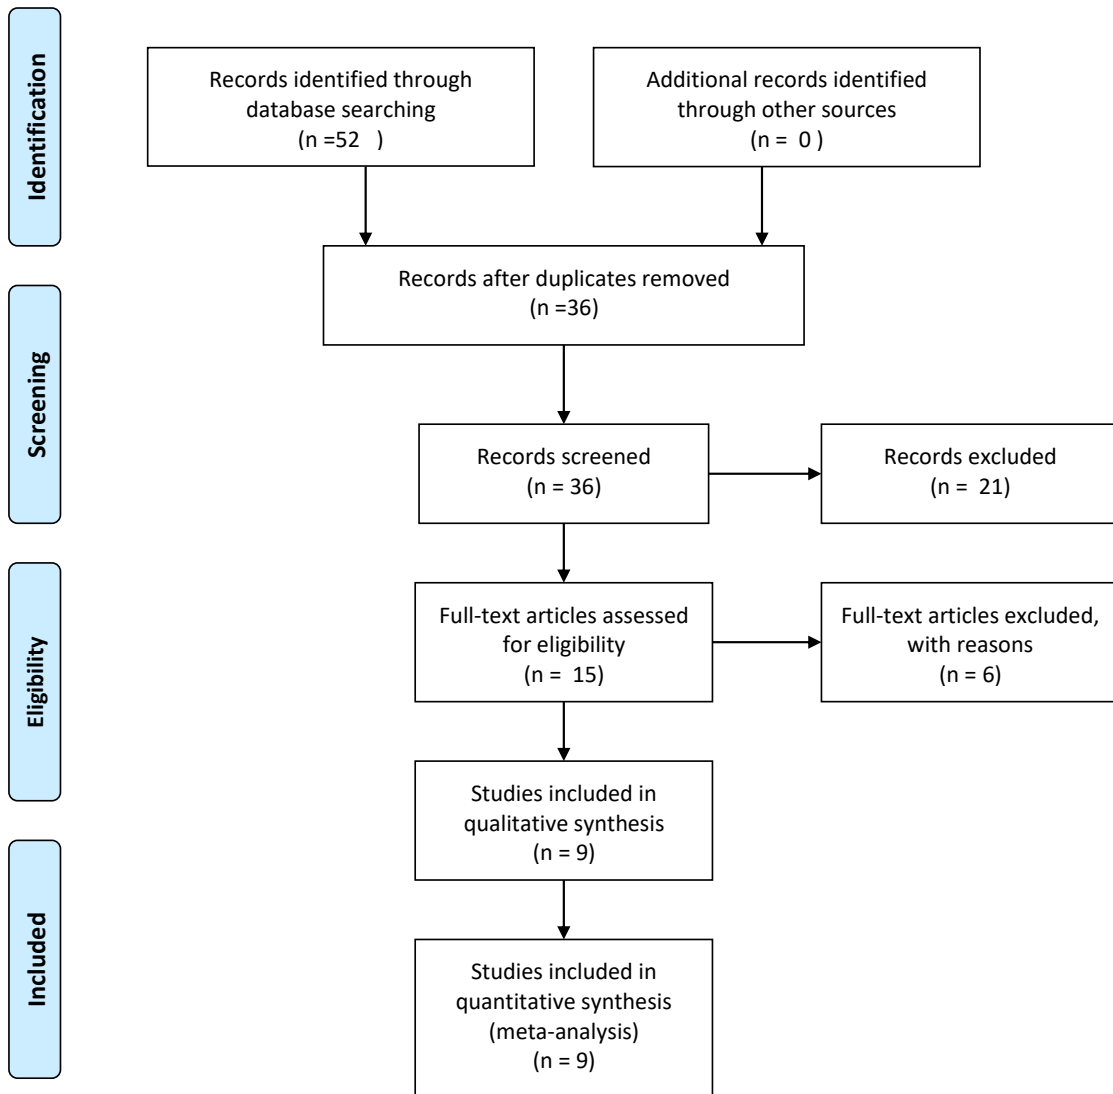 Identification
Records identified through
database searching
(n =52   )
Additional records identified
through other sources
(n =  0 )
Records after duplicates removed
(n =36)
Screening
Records screened
(n = 36)
Records excluded
(n =  21)
Eligibility
Full-text articles assessed
for eligibility
(n =  15)
Full-text articles excluded,
with reasons
(n = 6)
Studies included in
qualitative synthesis
(n = 9)
Included
Studies included in
quantitative synthesis
(meta-analysis)
(n = 9)